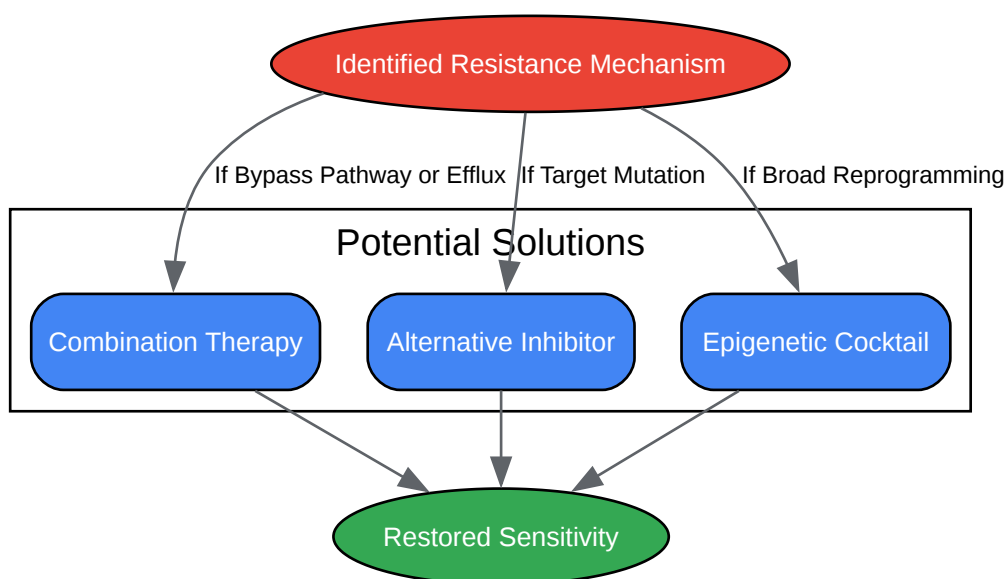 Identified Resistance Mechanism
If Bypass Pathway or Efflux
If Target Mutation
If Broad Reprogramming
Potential Solutions
Combination Therapy
Alternative Inhibitor
Epigenetic Cocktail
Restored Sensitivity